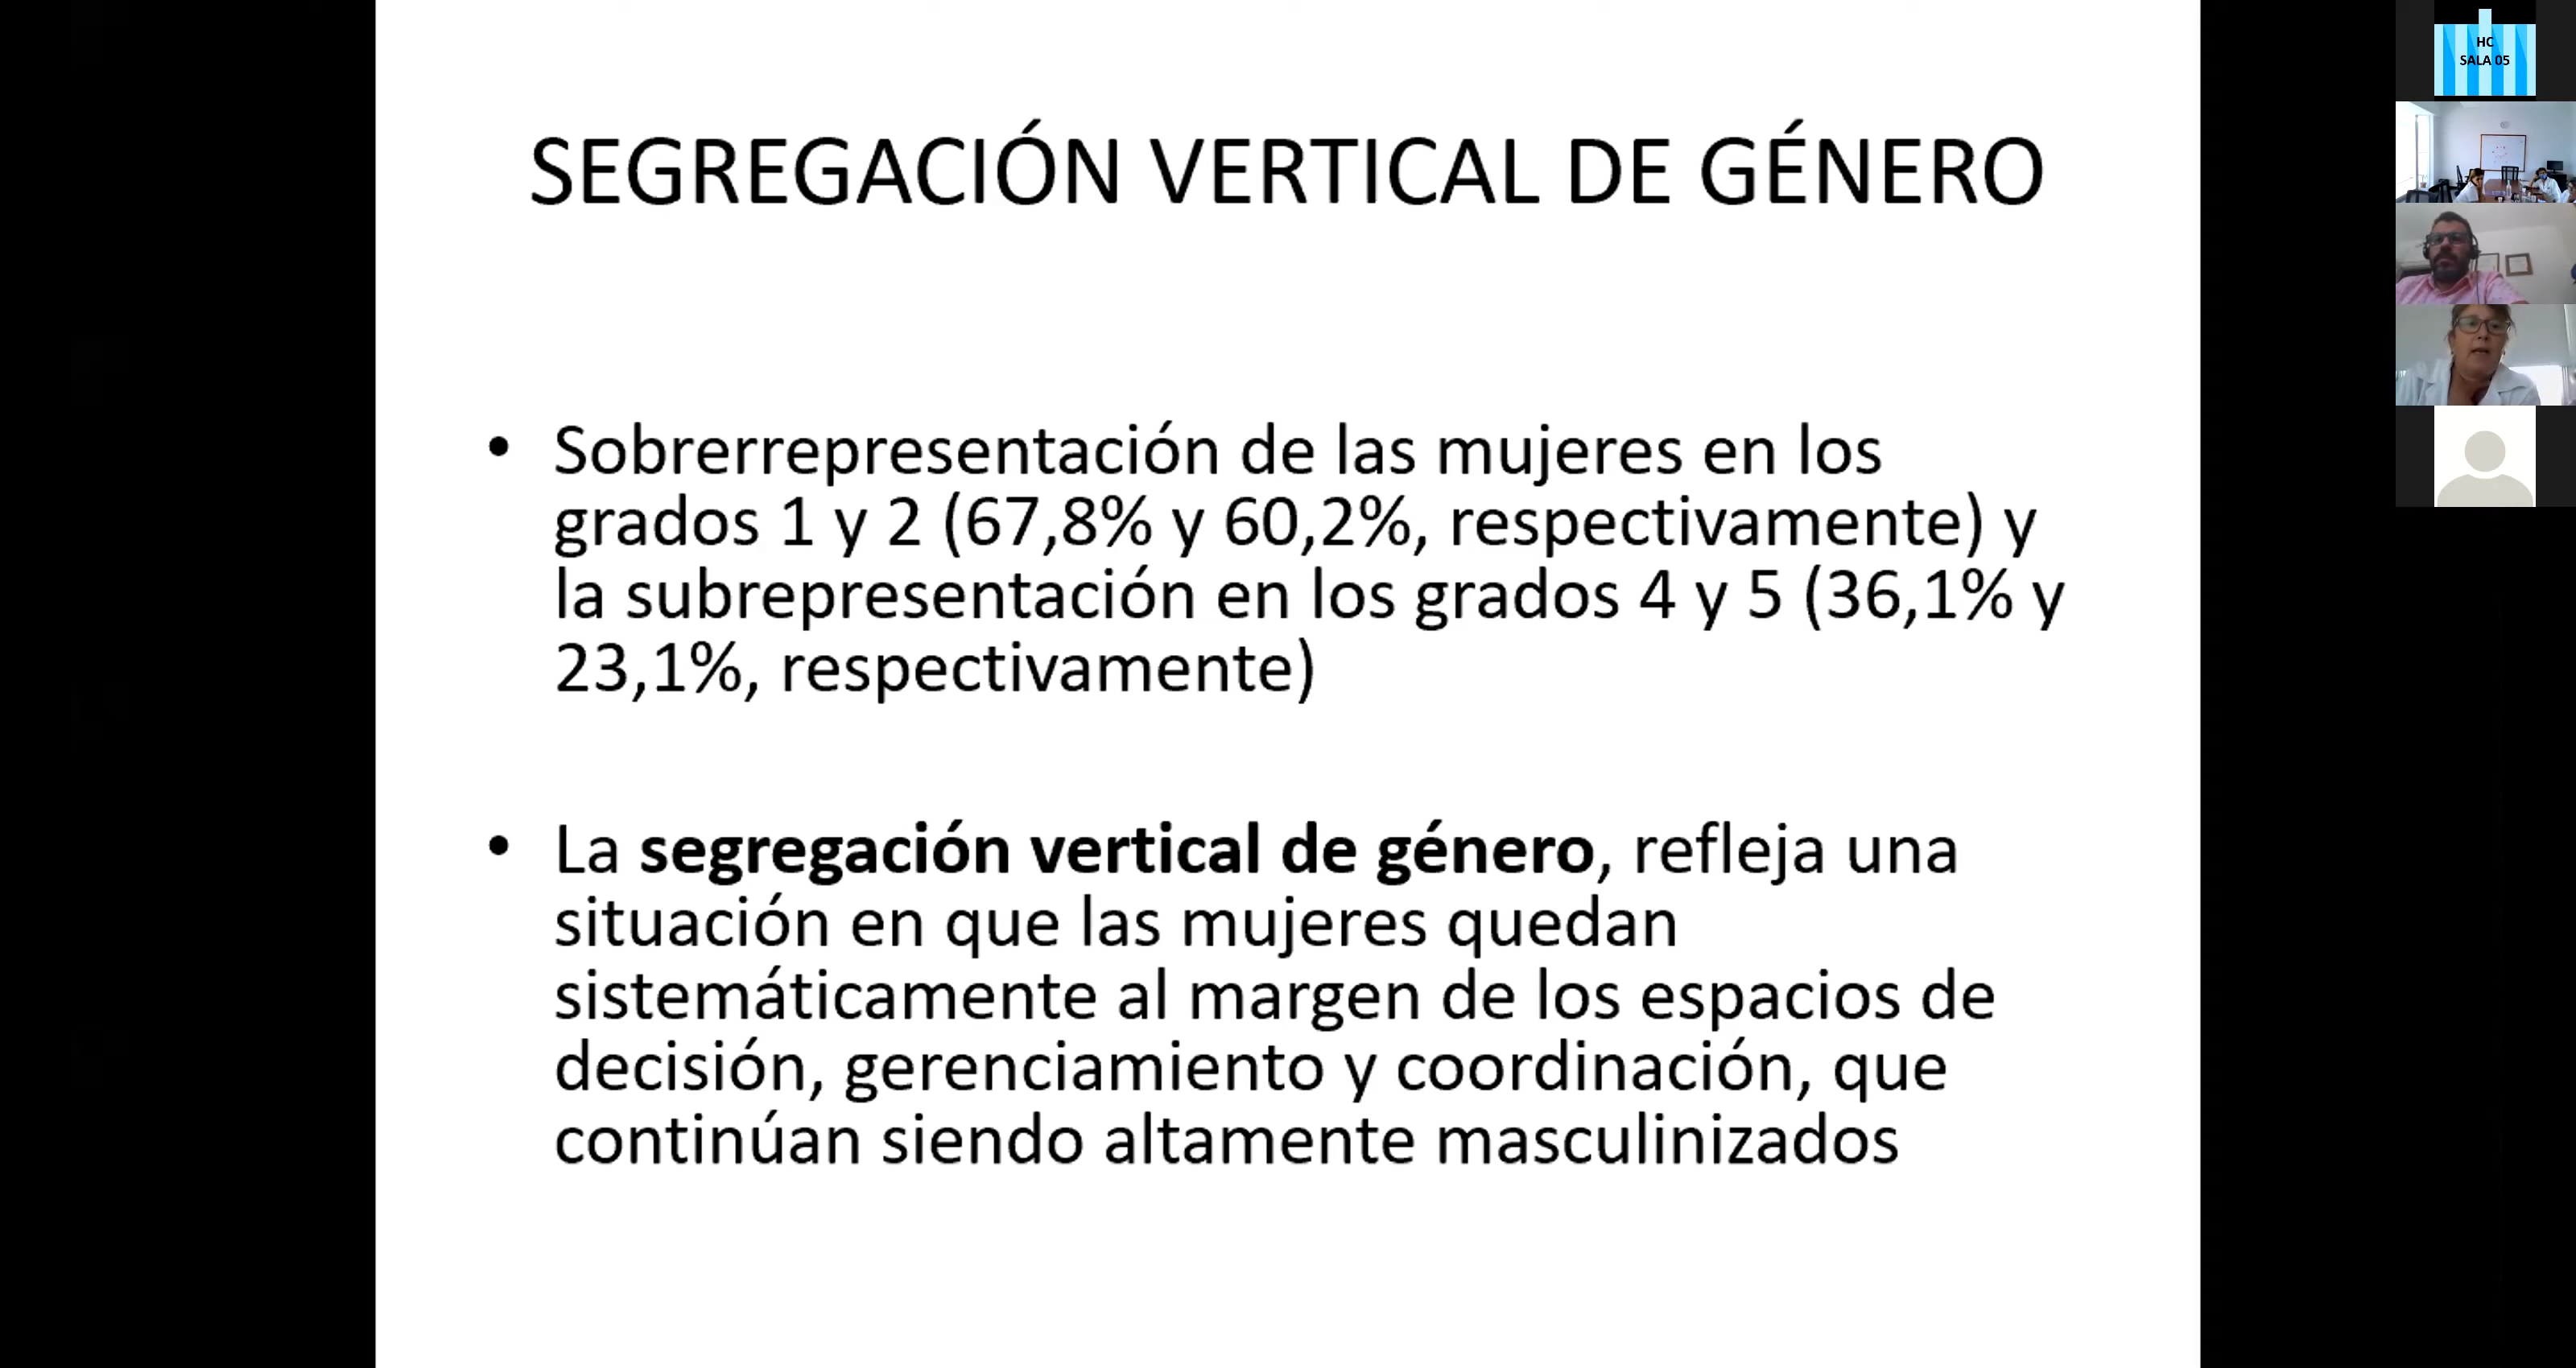 SEGREGACIÓN VERTICAL DE GÉNERO
• Sobrerrepresentación de las mujeres en los
grados 1 y 2 (67,8% y 60,2%, respectivamente) y
la subrepresentación en los grados 4 y 5 (36,1% y
23,1%, respectivamente)
• La segregación vertical de género, refleja una
situación en que las mujeres quedan
sistemáticamente al margen de los espacios de
decisión, gerenciamiento y coordinación, que
continúan siendo altamente masculinizados
HC
SALA 05